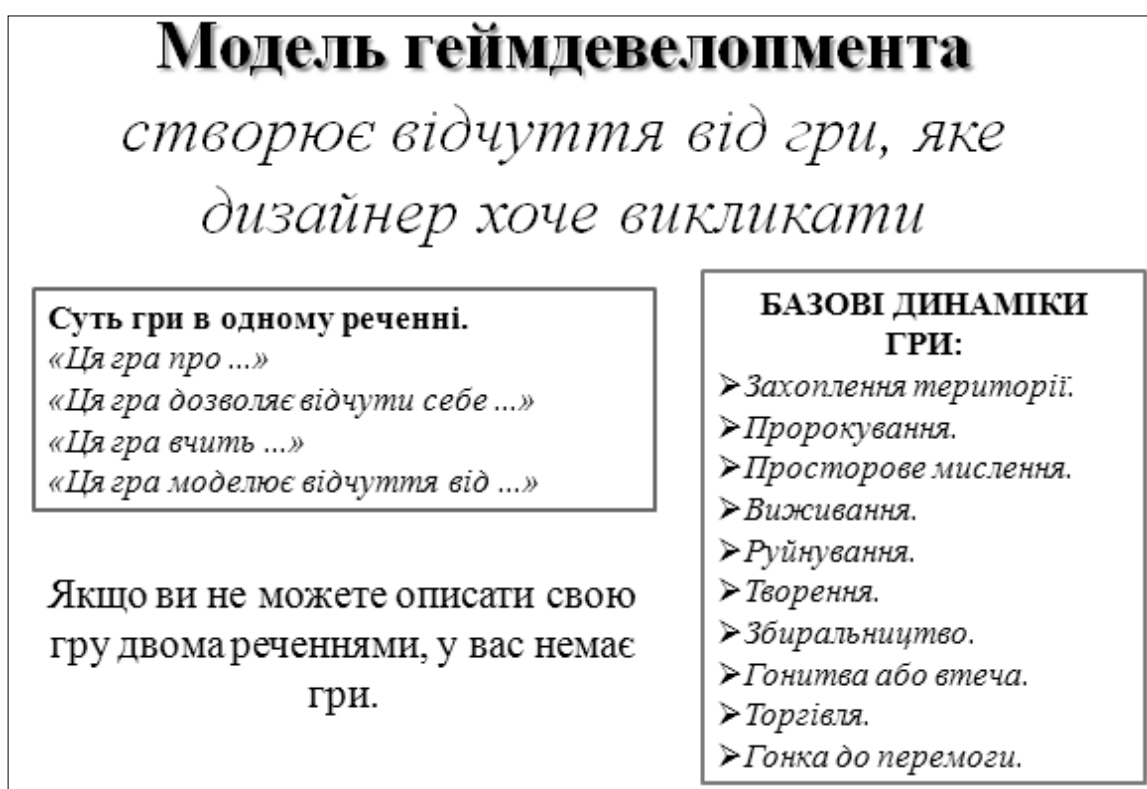 Модель геймдевелопмента
створює відчуття від гри, яке
дизайнер хоче викликати
Суть гри в одному реченні.
«Ця гра про ...»
«Ця гра дозволяє відчути себе ...»
«Ця гра вчить ...»
«Ця гра моделює відчуття від ...»
Якщо ви не можете описати свою
гру двома реченнями, у вас немає
гри.
БАЗОВІ ДИНАМІКИ
ГРИ:
➢Захоплення території.
➢Пророкування.
➢Просторове мислення.
➢Виживання.
➢Руйнування.
➢Творення.
➢Збиральництво.
➢Гонитва або втеча.
➢Торгівля.
➢Гонка до перемоги.